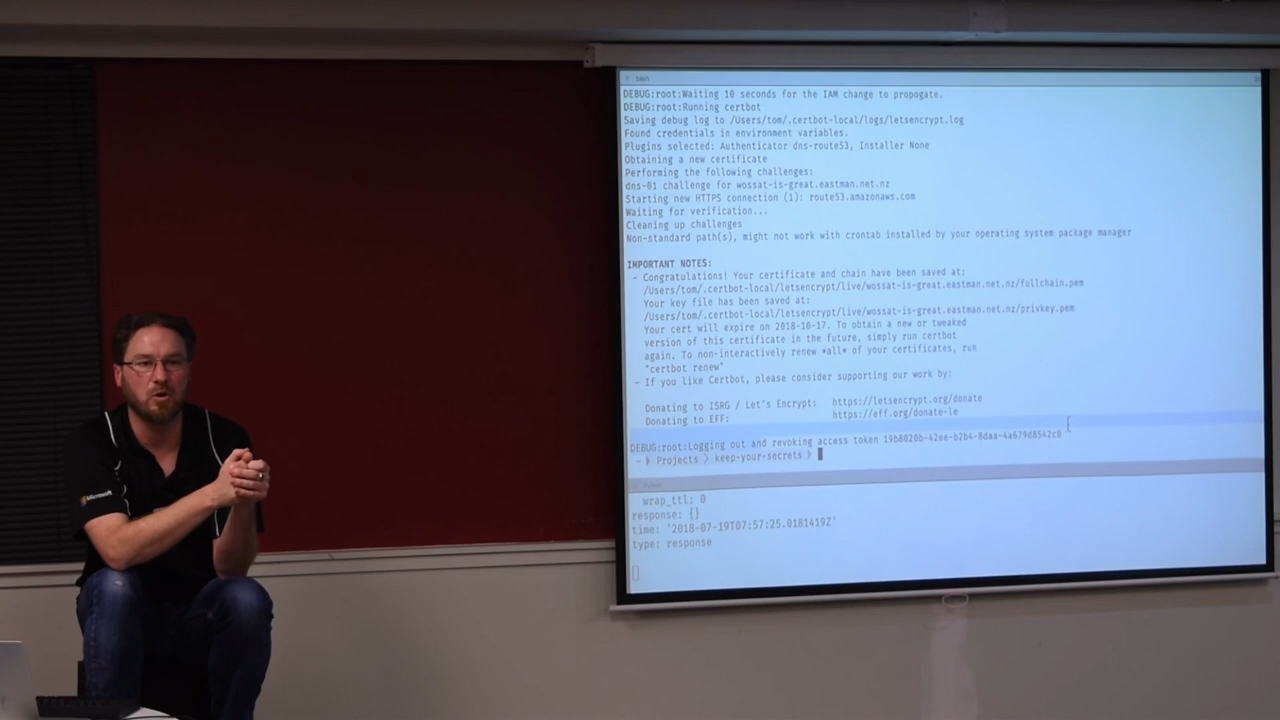 bash
DEBUG:root:Waiting 10 seconds for the IAM change to propogate.
DEBUG:root:Running certbot
Saving debug log to /Users/tom/.certbot-local/logs/letsencrypt.log
Found credentials in environment variables.
Plugins selected: Authenticator dns-route53, Installer None
Obtaining a new certificate
Performing the following challenges:
dns-01 challenge for wossat-is-great.eastman.net.nz
Starting new HTTPS connection (1): route53.amazonaws.com
Waiting for verification...
Cleaning up challenges
Non-standard path(s), might not work with crontab installed by your operating system package manager
IMPORTANT NOTES:
- Congratulations! Your certificate and chain have been saved at:
/Users/tom/.certbot-local/letsencrypt/live/wossat-is-great.eastman.net.nz/fullchain.pem
Your key file has been saved at:
/Users/tom/.certbot-local/letsencrypt/live/wossat-is-great.eastman.net.nz/privkey.pem
Your cert will expire on 2018-10-17. To obtain a new or tweaked
version of this certificate in the future, simply run certbot
again. To non-interactively renew *all* of your certificates, run
"certbot renew"
- If you like Certbot, please consider supporting our work by:
Donating to ISRG / Let's Encrypt: https://letsencrypt.org/donate
Donating to EFF: https://eff.org/donate-le
DEBUG:root:Logging out and revoking access token 19b8020b-42ee-b2b4-8daa-4a679d8542c0
~ Projects keep-your-secrets
Python
wrap_ttl: 0
response: {}
time: '2018-07-19T07:57:25.0181419Z'
type: response
Microsoft